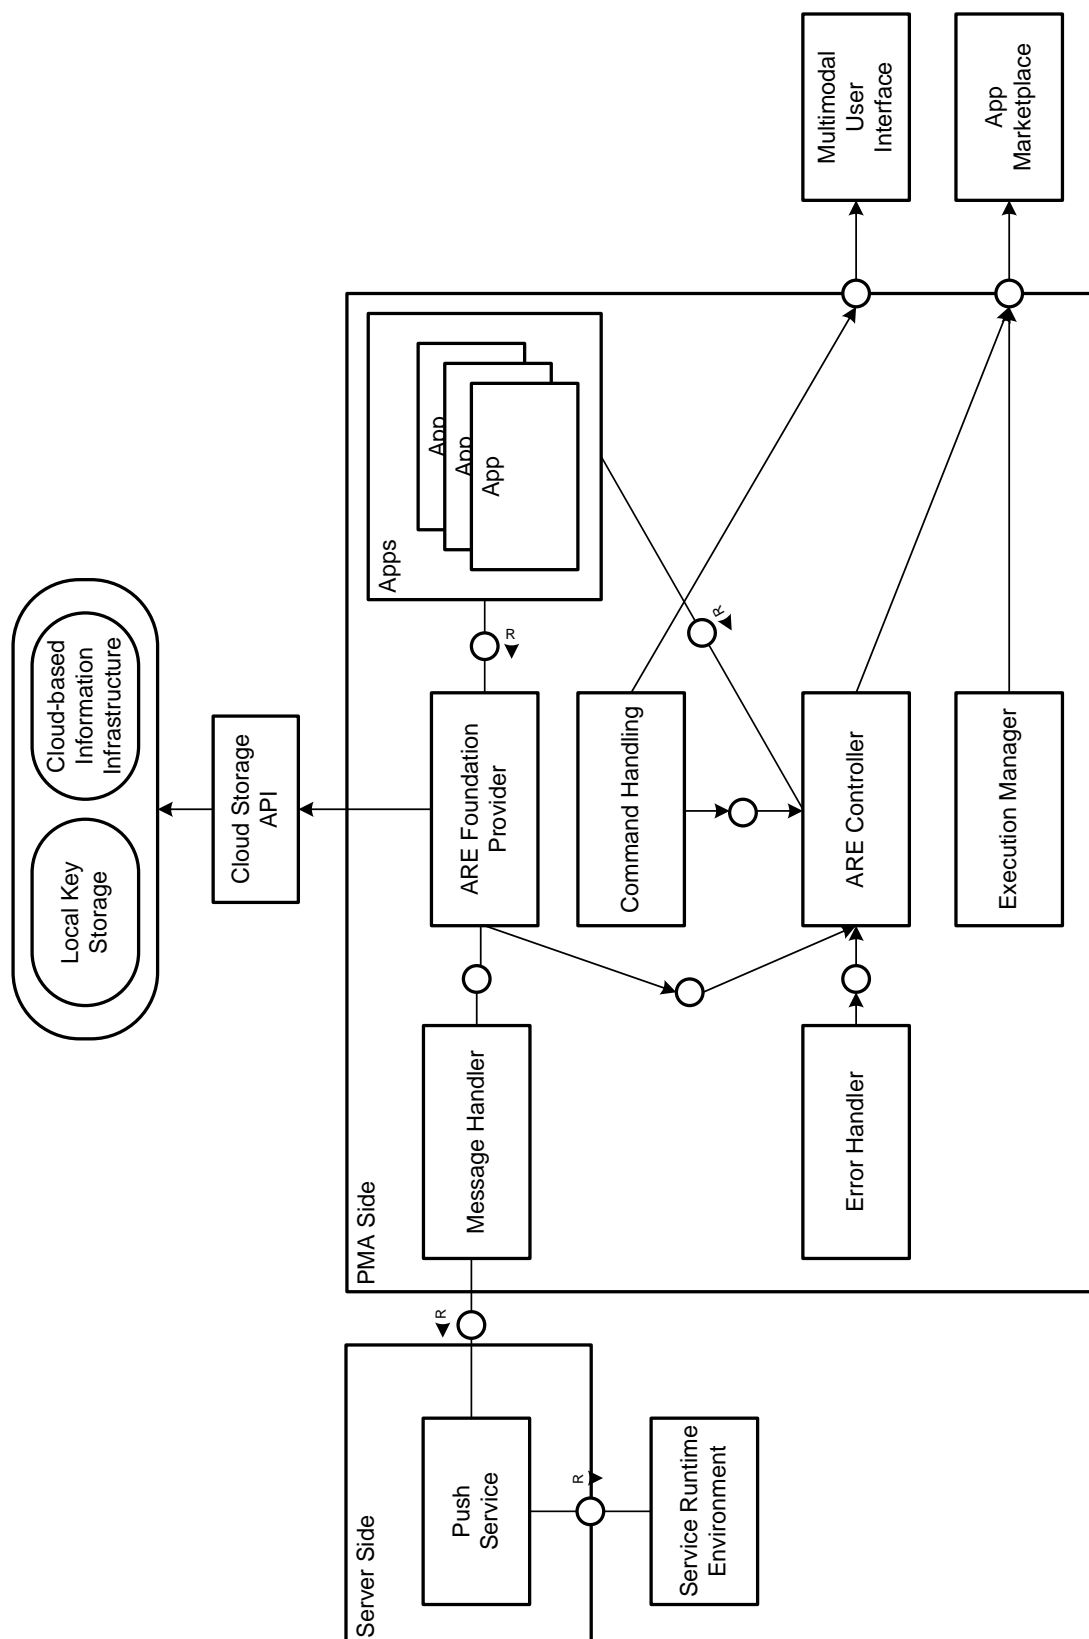 Local Key
Storage
Cloud-based
Information
Infrastructure
Cloud Storage
API
Server Side
PMA Side
Apps
App
App
App
R
R
Push
Service
Message Handler
ARE Foundation
Provider
R
Command Handling
R
Service Runtime
Environment
Error Handler
ARE Controller
Multimodal
User
Interface
Execution Manager
App
Marketplace